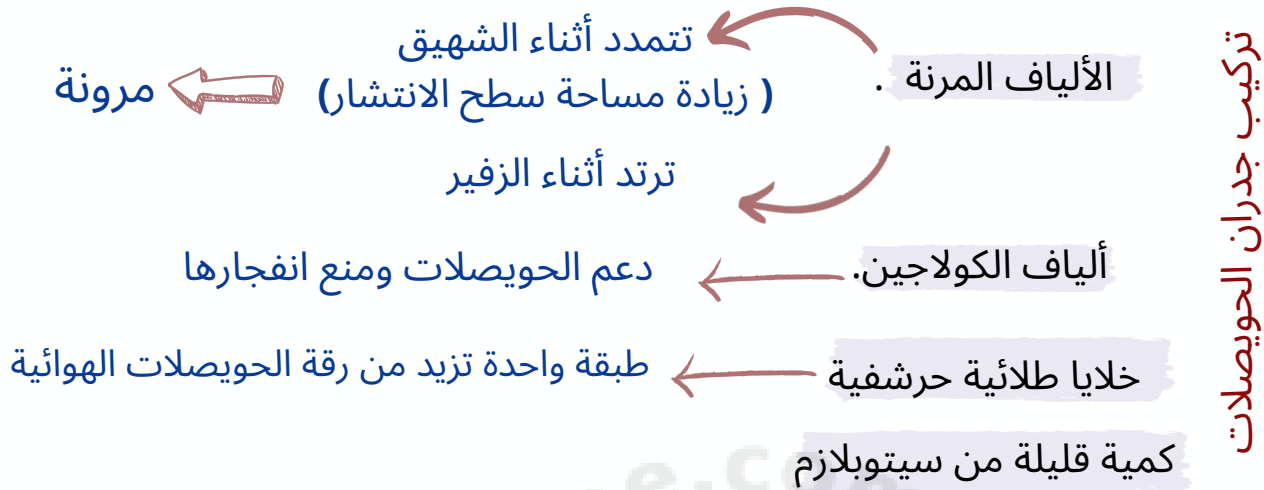 تركيب جدران الحويصلات
الألياف المرنة .
تتمدد أثناء الشهيق
( زيادة مساحة سطح الانتشار)
مرونة
ترتد أثناء الزفير
ألياف الكولاجين.
دعم الحويصلات ومنع انفجارها
خلايا طلائية حرشفية
طبقة واحدة تزيد من رقة الحويصلات الهوائية
كمية قليلة من سيتوبلازم